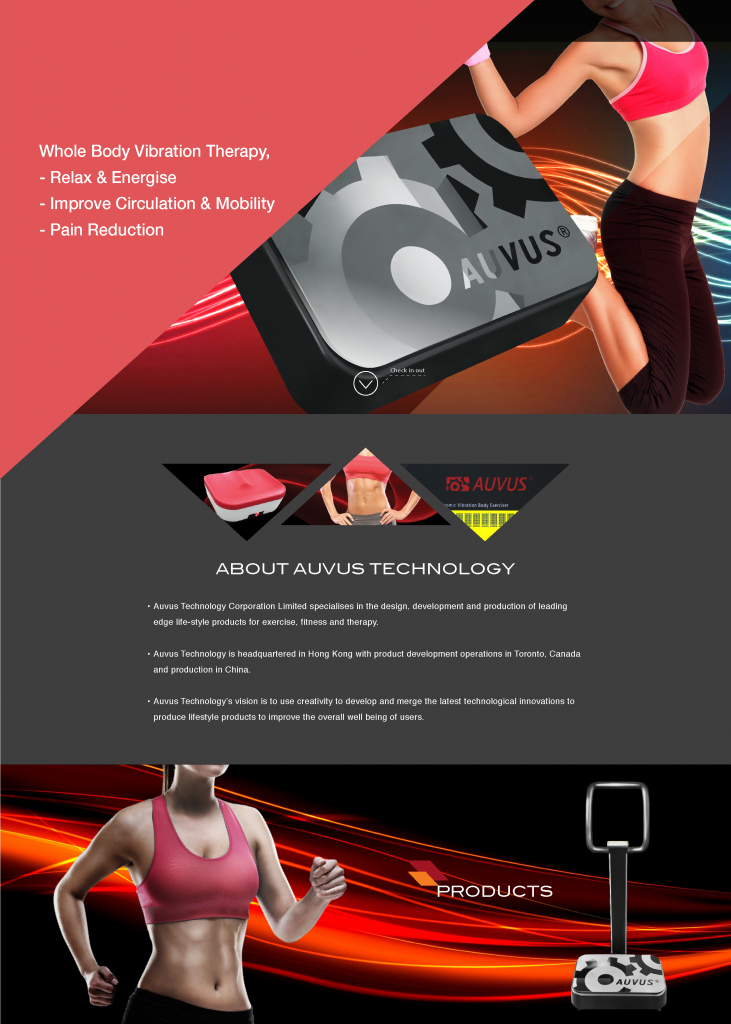 Whole Body Vibration Therapy,
- Relax & Energise
- Improve Circulation & Mobility
- Pain Reduction
AUVUS®
Check in out
AUVUS
Vibration Body Exerciser
ABOUT AUVUS TECHNOLOGY
• Auvus Technology Corporation Limited specialises in the design, development and production of leading
edge life-style products for exercise, fitness and therapy.
• Auvus Technology is headquartered in Hong Kong with product development operations in Toronto, Canada
and production in China.
• Auvus Technology's vision is to use creativity to develop and merge the latest technological innovations to
produce lifestyle products to improve the overall well being of users.
PRODUCTS
AUVUS